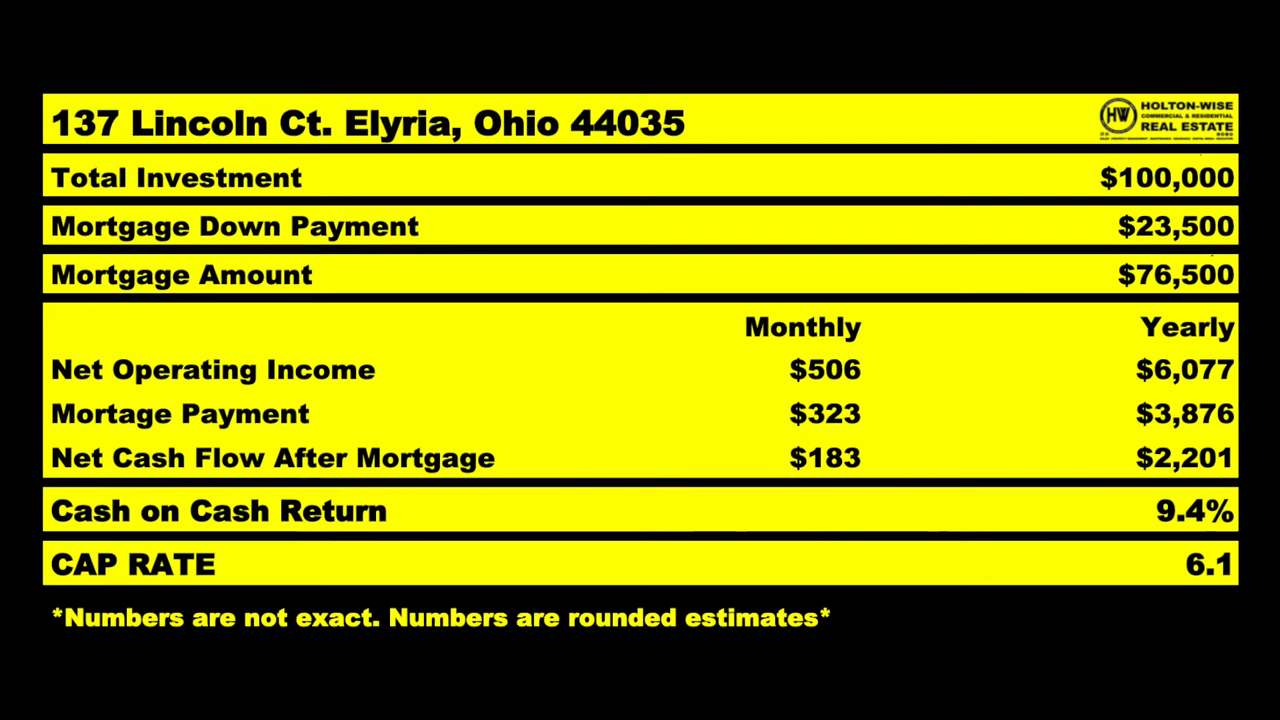 137 Lincoln Ct. Elyria, Ohio 44035
HW
HOLTON-WISE
COMMERCIAL & RESIDENTIAL
REAL ESTATE
Total Investment $100,000
Mortgage Down Payment $23,500
Mortgage Amount $76,500
Monthly Yearly
Net Operating Income $506 $6,077
Mortage Payment $323 $3,876
Net Cash Flow After Mortgage $183 $2,201
Cash on Cash Return 9.4%
CAP RATE 6.1
*Numbers are not exact. Numbers are rounded estimates*